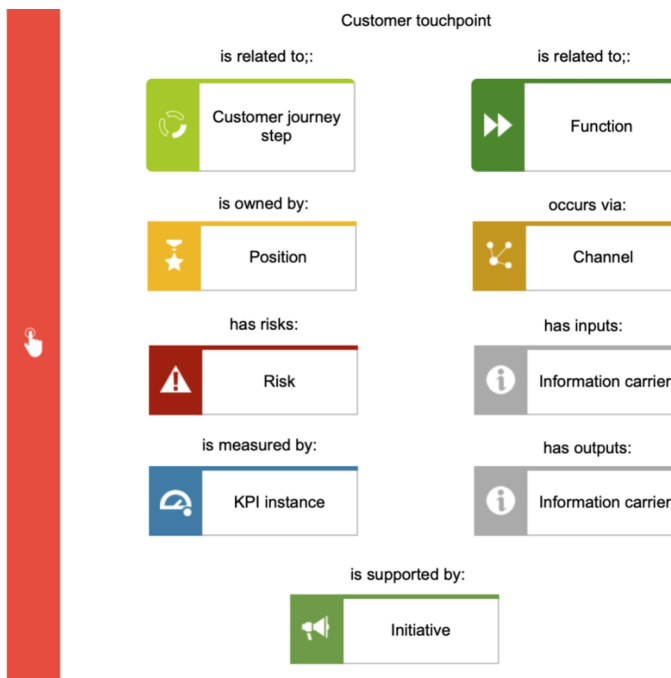 Customer touchpoint
is related to;:
is related to;:
Customer journey
step
Function
is owned by:
occurs via:
Position
Channel
has risks:
has inputs:
Risk
Information carrier
is measured by:
has outputs:
KPI instance
Information carrier
is supported by:
Initiative